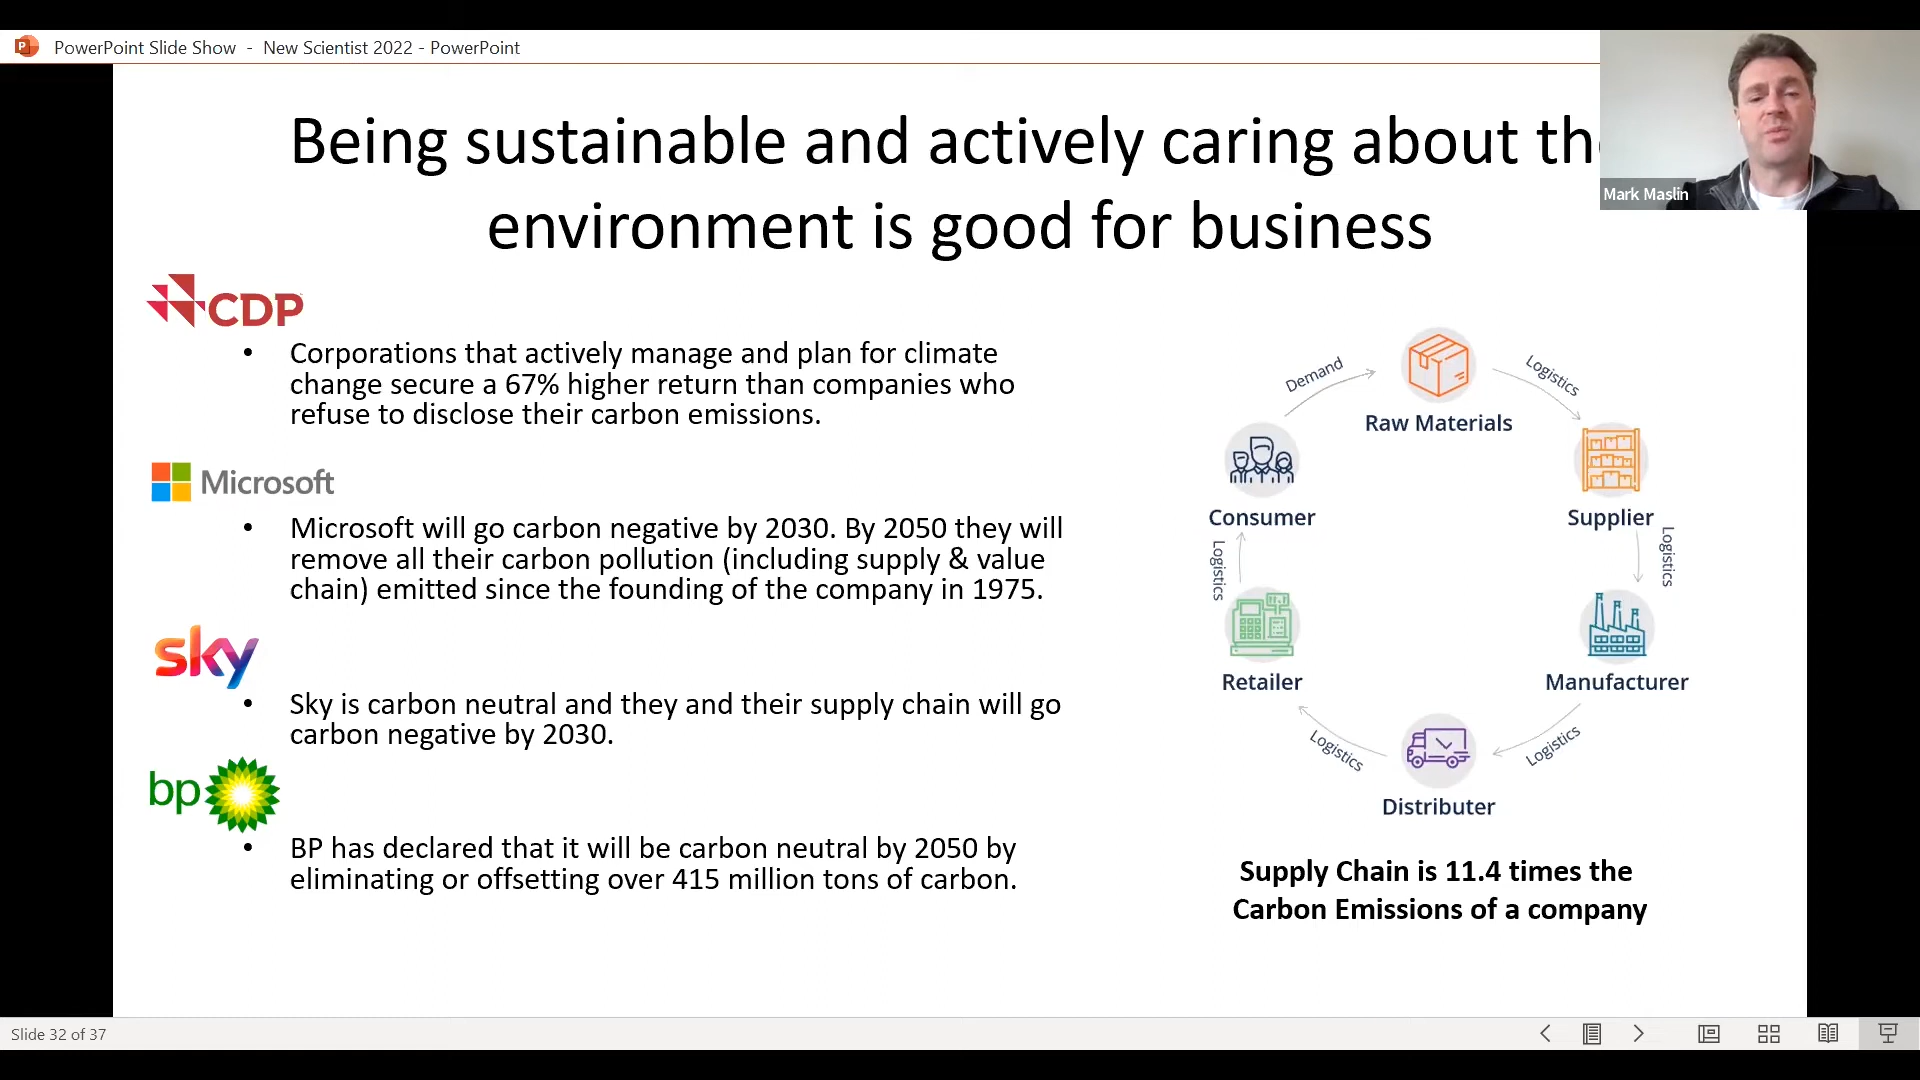 PowerPoint Slide Show - New Scientist 2022 - PowerPoint
Mark Maslin
Being sustainable and actively caring about the
environment is good for business
CDP
• Corporations that actively manage and plan for climate
change secure a 67% higher return than companies who
refuse to disclose their carbon emissions.
Microsoft
• Microsoft will go carbon negative by 2030. By 2050 they will
remove all their carbon pollution (including supply & value
chain) emitted since the founding of the company in 1975.
sky
• Sky is carbon neutral and they and their supply chain will go
carbon negative by 2030.
bp
• BP has declared that it will be carbon neutral by 2050 by
eliminating or offsetting over 415 million tons of carbon.
Demand
Raw Materials
Logistics
Supplier
Logistics
Manufacturer
Logistics
Distributer
Logistics
Retailer
Logistics
Consumer
Supply Chain is 11.4 times the
Carbon Emissions of a company
Slide 32 of 37